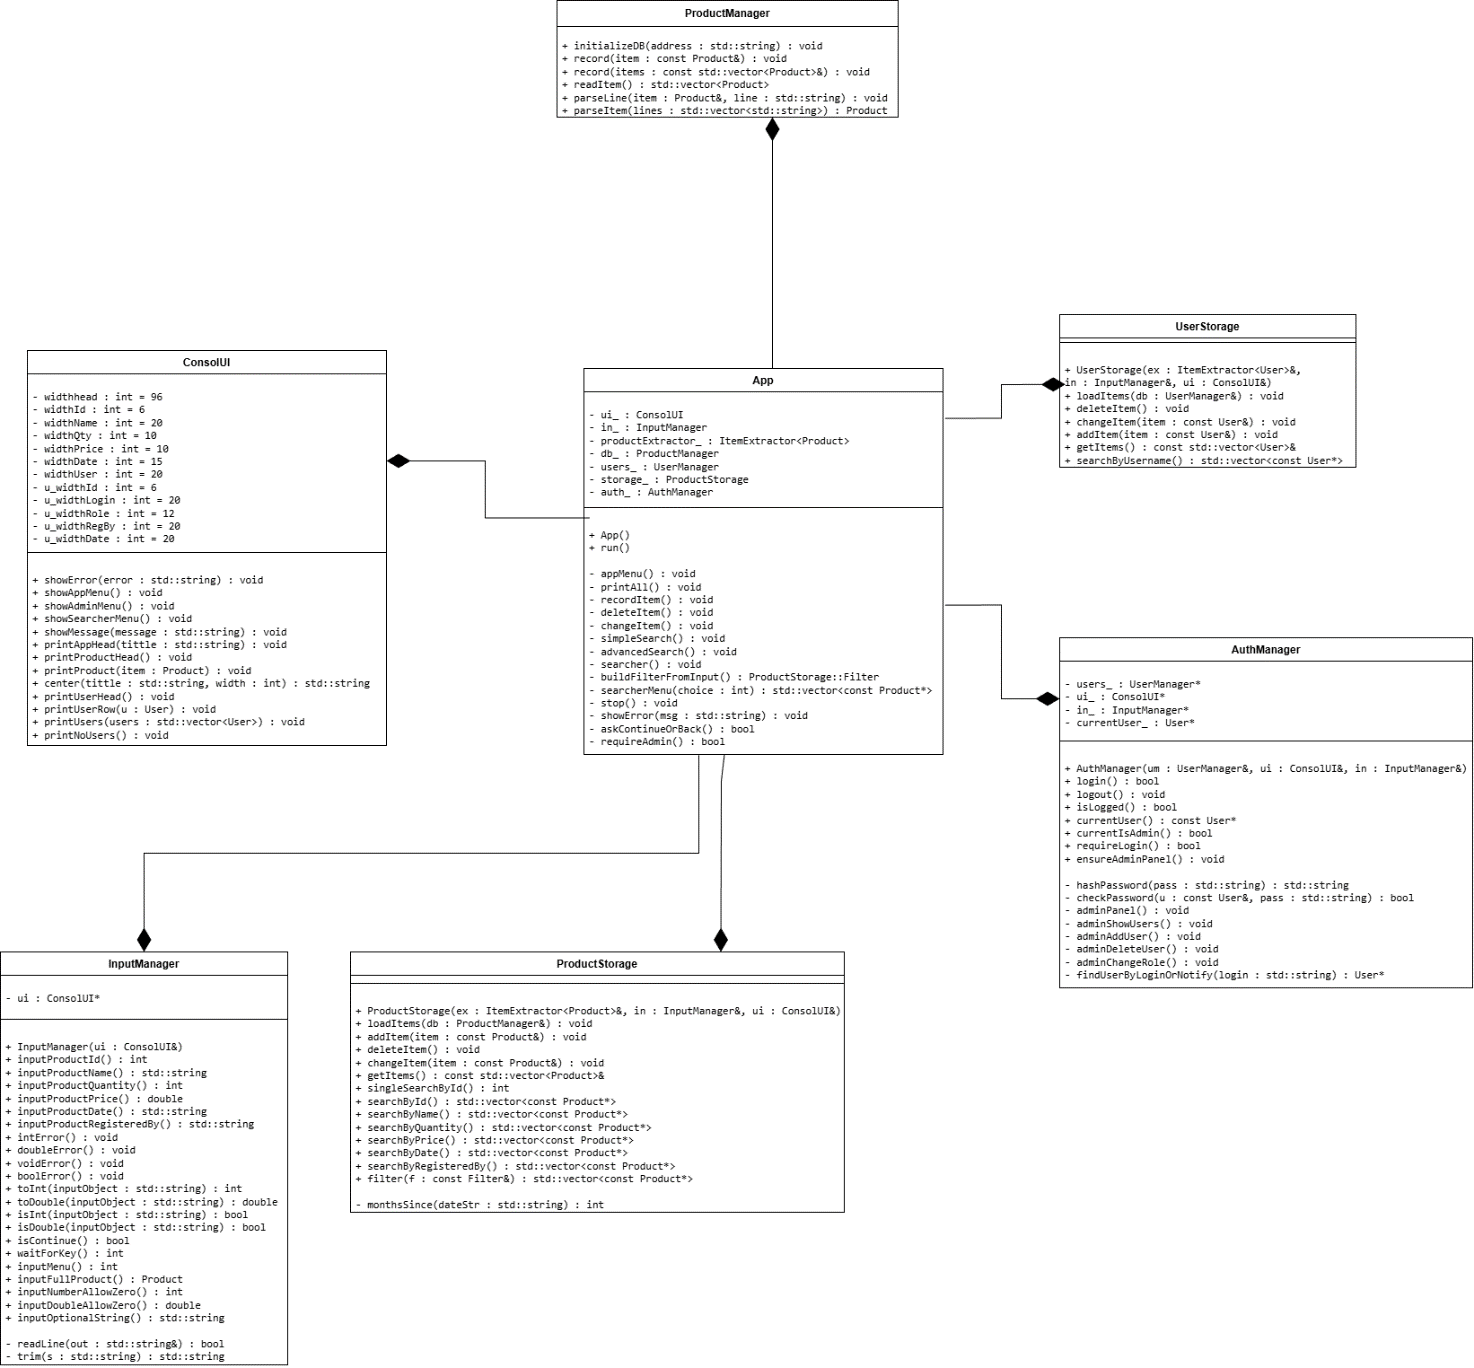 ProductManager
+ initializeDB(address : std::string) : void
+ record(item : const Product&) : void
+ record(items : const std::vector<Product>&) : void
+ readItem() : std::vector<Product>
+ parseLine(item : Product&, line : std::string) : void
+ parseItem(lines : std::vector<std::string>) : Product
UserStorage
+ UserStorage(ex : ItemExtractor<User>&,
in : InputManager&, ui : ConsolUI&)
+ loadItems(db : UserManager&) : void
+ deleteItem() : void
+ changeItem(item : const User&) : void
+ addItem(item : const User&) : void
+ getItems() : const std::vector<User>&
+ searchByUsername() : std::vector<const User*>
ConsolUI
- widthhead : int = 96
- widthId : int = 6
- widthName : int = 20
- widthQty : int = 10
- widthPrice : int = 10
- widthDate : int = 15
- widthUser : int = 20
- u_widthId : int = 6
- u_widthLogin : int = 20
- u_widthRole : int = 12
- u_widthRegBy : int = 20
- u_widthDate : int = 20
+ showError(error : std::string) : void
+ showAppMenu() : void
+ showAdminMenu() : void
+ showSearcherMenu() : void
+ showMessage(message : std::string) : void
+ printAppHead(tittle : std::string) : void
+ printProductHead() : void
+ printProduct(item : Product) : void
+ center(tittle : std::string, width : int) : std::string
+ printUserHead() : void
+ printUserRow(u : User) : void
+ printUsers(users : std::vector<User>) : void
+ printNoUsers() : void
App
- ui_ : ConsolUI
- in_ : InputManager
- productExtractor_ : ItemExtractor<Product>
- db_ : ProductManager
- users_ : UserManager
- storage_ : ProductStorage
- auth_ : AuthManager
+ App()
+ run()
- appMenu() : void
- printAll() : void
- recordItem() : void
- deleteItem() : void
- changeItem() : void
- simpleSearch() : void
- advancedSearch() : void
- searcher() : void
- buildFilterFromInput() : ProductStorage::Filter
- searcherMenu(choice : int) : std::vector<const Product*>
- stop() : void
- showError(msg : std::string) : void
- askContinueOrBack() : bool
- requireAdmin() : bool
AuthManager
- users_ : UserManager*
- ui_ : ConsolUI*
- in_ : InputManager*
- currentUser_ : User*
+ AuthManager(um : UserManager&, ui : ConsolUI&, in : InputManager&)
+ login() : bool
+ logout() : void
+ isLogged() : bool
+ currentUser() : const User*
+ currentIsAdmin() : bool
+ requireLogin() : bool
+ ensureAdminPanel() : void
- hashPassword(pass : std::string) : std::string
- checkPassword(u : const User&, pass : std::string) : bool
- adminPanel() : void
- adminShowUsers() : void
- adminAddUser() : void
- adminDeleteUser() : void
- adminChangeRole() : void
- findUserByLoginOrNotify(login : std::string) : User*
InputManager
- ui : ConsolUI*
+ InputManager(ui : ConsolUI&)
+ inputProductId() : int
+ inputProductName() : std::string
+ inputProductQuantity() : int
+ inputProductPrice() : double
+ inputProductDate() : std::string
+ inputProductRegisteredBy() : std::string
+ intError() : void
+ doubleError() : void
+ voidError() : void
+ boolError() : void
+ toInt(inputObject : std::string) : int
+ toDouble(inputObject : std::string) : double
+ isInt(inputObject : std::string) : bool
+ isDouble(inputObject : std::string) : bool
+ isContinue() : bool
+ waitForKey() : int
+ inputMenu() : int
+ inputFullProduct() : Product
+ inputNumberAllowZero() : int
+ inputDoubleAllowZero() : double
+ inputOptionalString() : std::string
- readLine(out : std::string&) : bool
- trim(s : std::string) : std::string
ProductStorage
+ ProductStorage(ex : ItemExtractor<Product>&, in : InputManager&, ui : ConsolUI&)
+ loadItems(db : ProductManager&) : void
+ addItem(item : const Product&) : void
+ deleteItem() : void
+ changeItem(item : const Product&) : void
+ getItems() : const std::vector<Product>&
+ singleSearchById() : int
+ searchById() : std::vector<const Product*>
+ searchByName() : std::vector<const Product*>
+ searchByQuantity() : std::vector<const Product*>
+ searchByPrice() : std::vector<const Product*>
+ searchByDate() : std::vector<const Product*>
+ searchByRegisteredBy() : std::vector<const Product*>
+ filter(f : const Filter&) : std::vector<const Product*>
- monthsSince(dateStr : std::string) : int